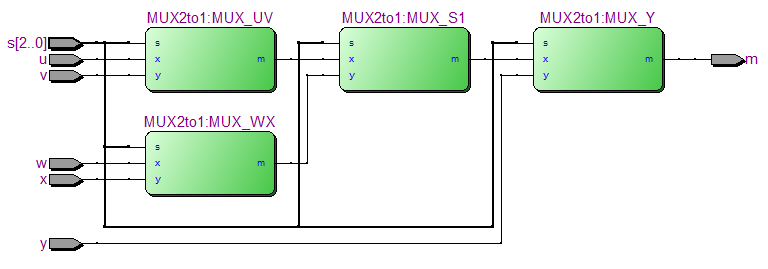 MUX2to1:MUX_UV MUX2to1:MUX_S1 MUX2to1:MUX_Y
s[2..0] s s s
u x m x m x m m
v y y y
MUX2to1:MUX_WX
s
w x m
x y
y